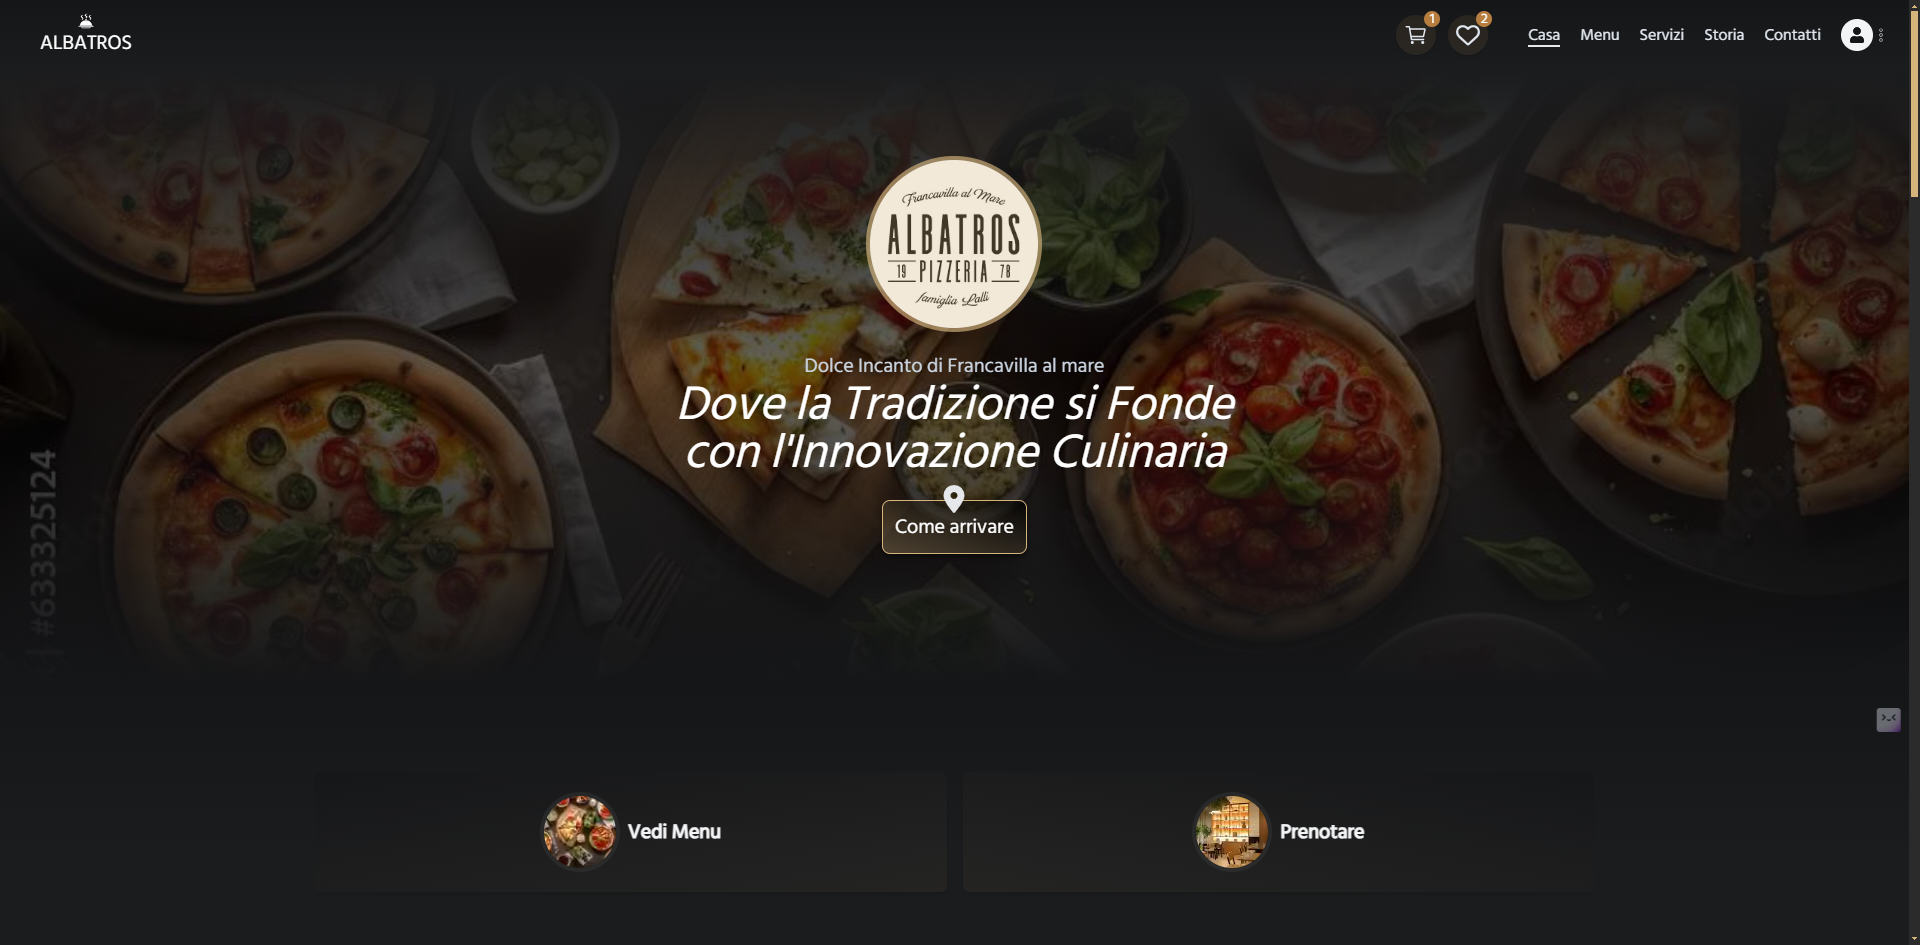 ALBATROS
1
2
Casa
Menu
Servizi
Storia
Contatti
Francavilla al Mare
ALBATROS
19 PIZZERIA 78
famiglia Lalli
Dolce Incanto di Francavilla al mare
Dove la Tradizione si Fonde
con l'Innovazione Culinaria
Come arrivare
#633325124
Vedi Menu
Prenotare